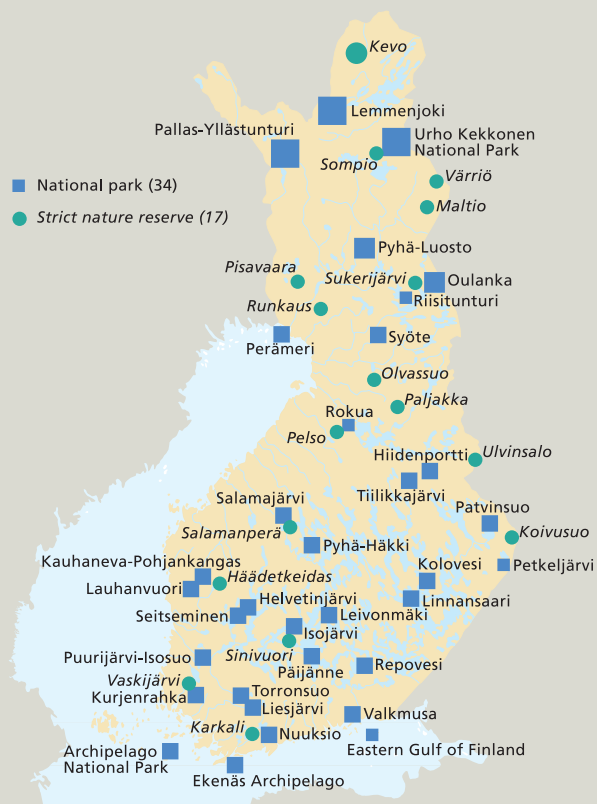 Kevo
Lemmenjoki
Pallas-Yllästunturi
Urho Kekkonen
National Park
Sompio
Värriö
National park (34)
Maltio
Strict nature reserve (17)
Pyhä-Luosto
Pisavaara
Sukerijärvi
Oulanka
Riisitunturi
Runkaus
Syöte
Perämeri
Olvassuo
Paljakka
Rokua
Pelso
Hiidenportti
Ulvinsalo
Tiilikkajärvi
Salamajärvi
Patvinsuo
Salamanperä
Koivusuo
Pyhä-Häkki
Kauhaneva-Pohjankangas
Kolovesi
Petkeljärvi
Häädetkeidas
Lauhanvuori
Helvetinjärvi
Linnansaari
Seitseminen
Leivonmäki
Isojärvi
Puurijärvi-Isosuo
Sinivuori
Päijänne
Repovesi
Vaskijärvi
Kurjenrahka
Torronsuo
Liesjärvi
Valkmusa
Karkali
Nuuksio
Archipelago
National Park
Eastern Gulf of Finland
Ekenäs Archipelago